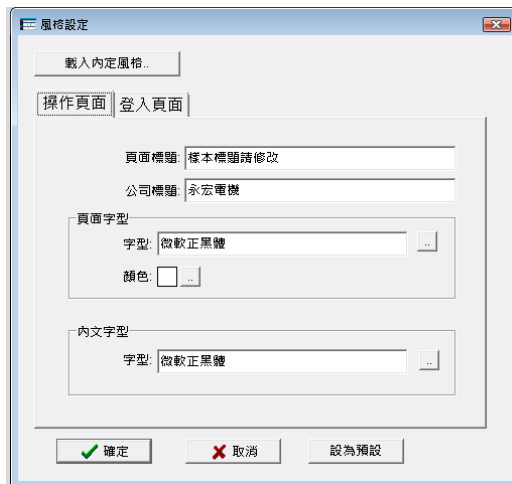 風格設定
載入內定風格..
操作頁面 登入頁面
頁面標題: 樣本標題請修改
公司標題: 永宏電機
頁面字型
字型: 微軟正黑體 ..
顏色: ..
內文字型
字型: 微軟正黑體 ..
確定 取消 設為預設